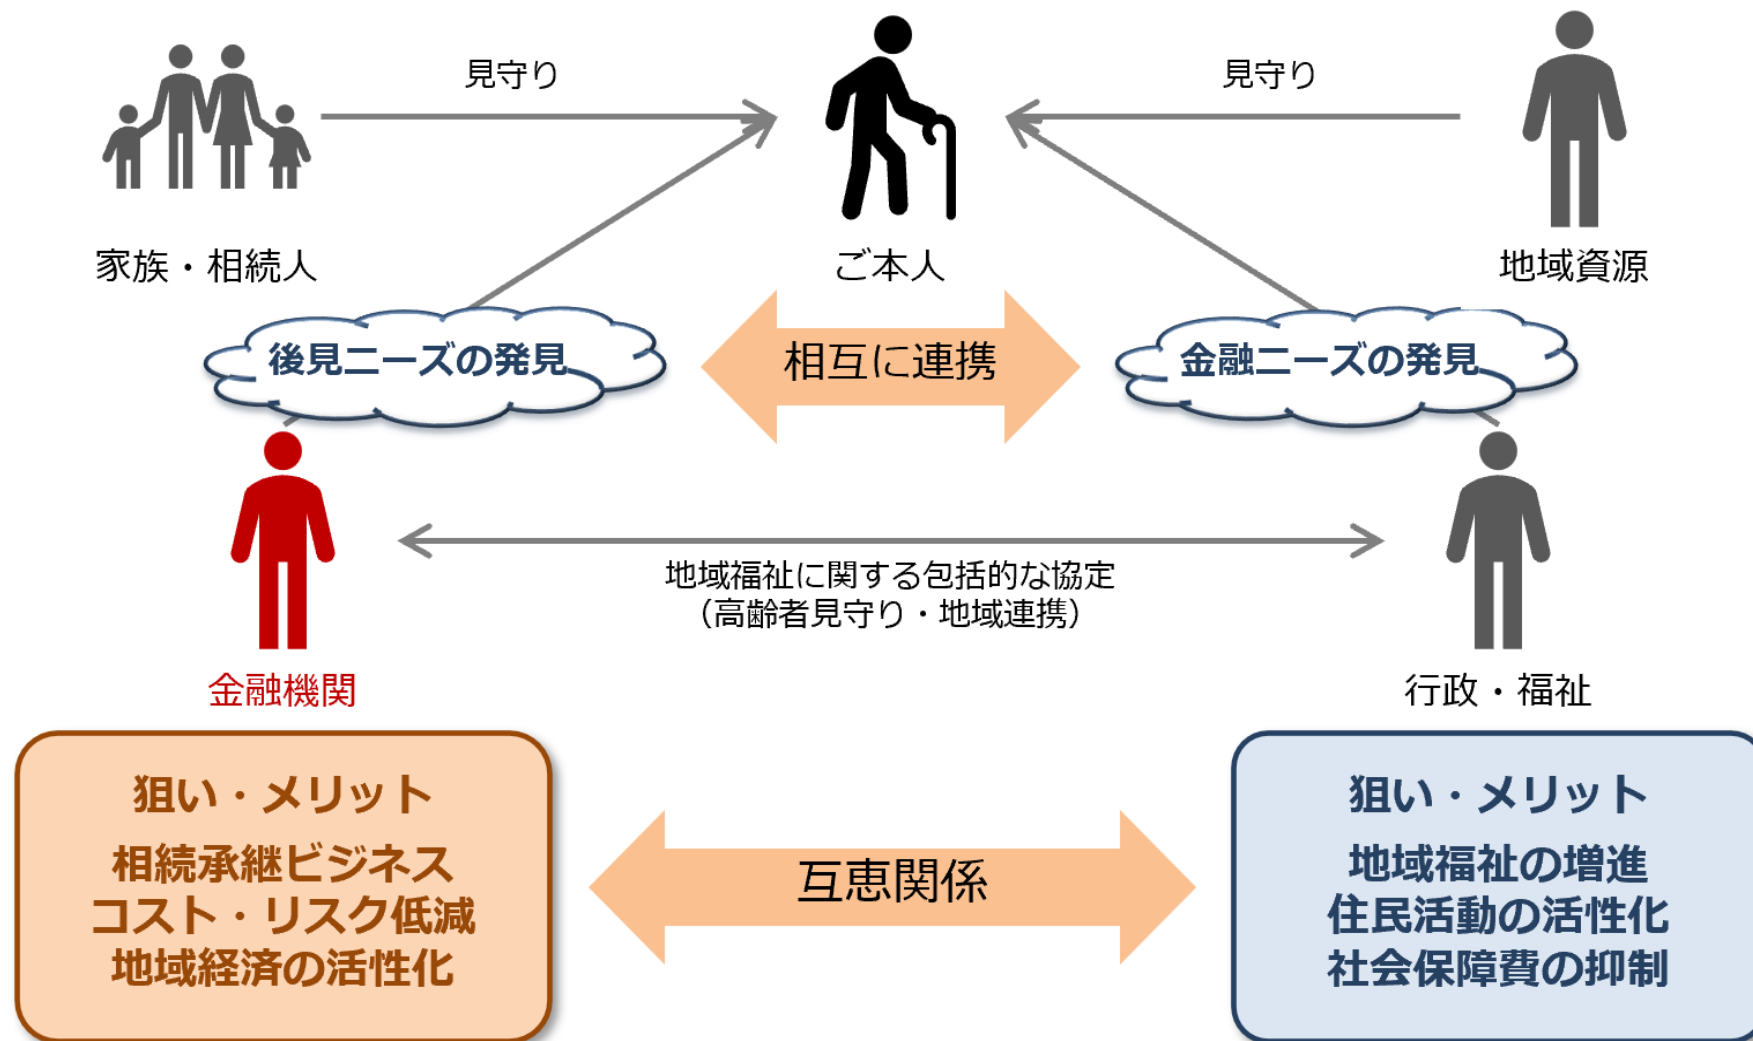 見守り
見守り
家族・相続人
ご本人
地域資源
後見ニーズの発見
相互に連携
金融ニーズの発見
地域福祉に関する包括的な協定
（高齢者見守り・地域連携）
金融機関
行政・福祉
狙い・メリット
相続承継ビジネス
コスト・リスク低減
地域経済の活性化
互恵関係
狙い・メリット
地域福祉の増進
住民活動の活性化
社会保障費の抑制